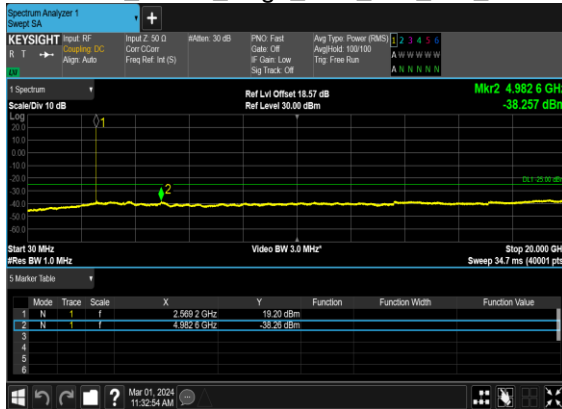 Spectrum Analyzer 1
Swept SA
+
KEYSIGHT Input: RF Input Z: 50 Ω #Atten: 30 dB PNO: Fast Avg Type: Power (RMS) 1 2 3 4 5 6
R T Coupling: DC Corr CCorr Gate: Off Avg|Hold: 100/100 A W W W W W
Align: Auto Freq Ref: Int (S) IF Gain: Low Trig: Free Run
LU Sig Track: Off A N N N N N
1 Spectrum Ref Lvl Offset 18.57 dB Mkr2 4.982 6 GH
Scale/Div 10 dB Ref Level 30.00 dBm -38.257 dBn
Log
20.0
10.0
0.00
-10.0
-20.0
-30.0
-40.0
-50.0
-60.0
1
2
DL1 -25.00 dB
Start 30 MHz Video BW 3.0 MHz* Stop 20.000 GH
#Res BW 1.0 MHz Sweep 34.7 ms (40001 pts
5 Marker Table
Mode Trace Scale X Y Function Function Width Function Value
1 N 1 f 2.569 2 GHz 19.20 dBm
2 N 1 f 4.982 6 GHz -38.26 dBm
3
4
5
6
? Mar 01, 2024
11:32:54 AM